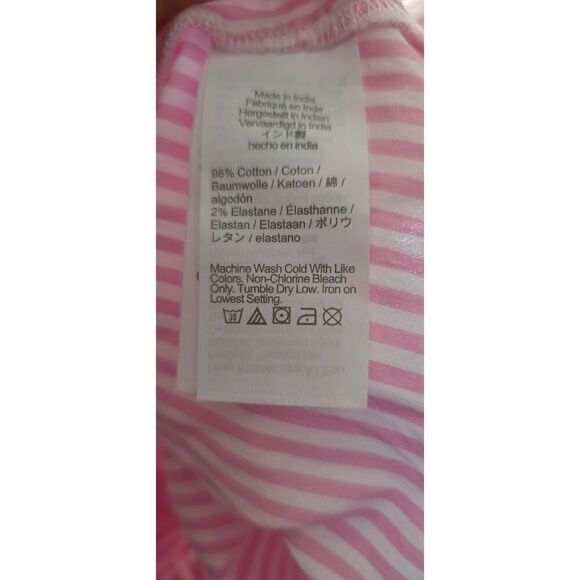 Made in India
Fabriqué en Inde
Hergestellt in Indien
Vervaardigd in India
インド製
hecho en india
98% Cotton / Coton /
Baumwolle / Katoen / 綿 /
algodón
2% Elastane / Élasthanne /
Elastan / Elastaan / ポリウ
レタン / elastano
Machine Wash Cold With Like
Colors. Non-Chlorine Bleach
Only. Tumble Dry Low. Iron on
Lowest Setting.
30